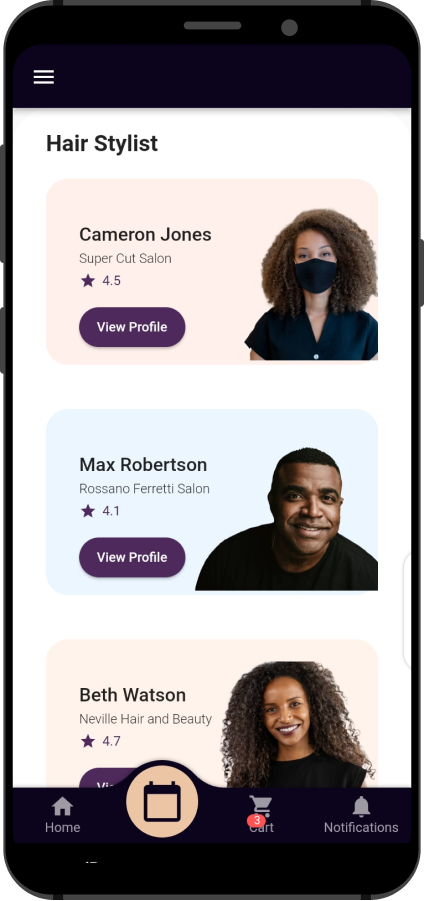 Hair Stylist
Cameron Jones
Super Cut Salon
4.5
View Profile
Max Robertson
Rossano Ferretti Salon
4.1
View Profile
Beth Watson
Neville Hair and Beauty
4.7
3
Home
Cart
Notifications